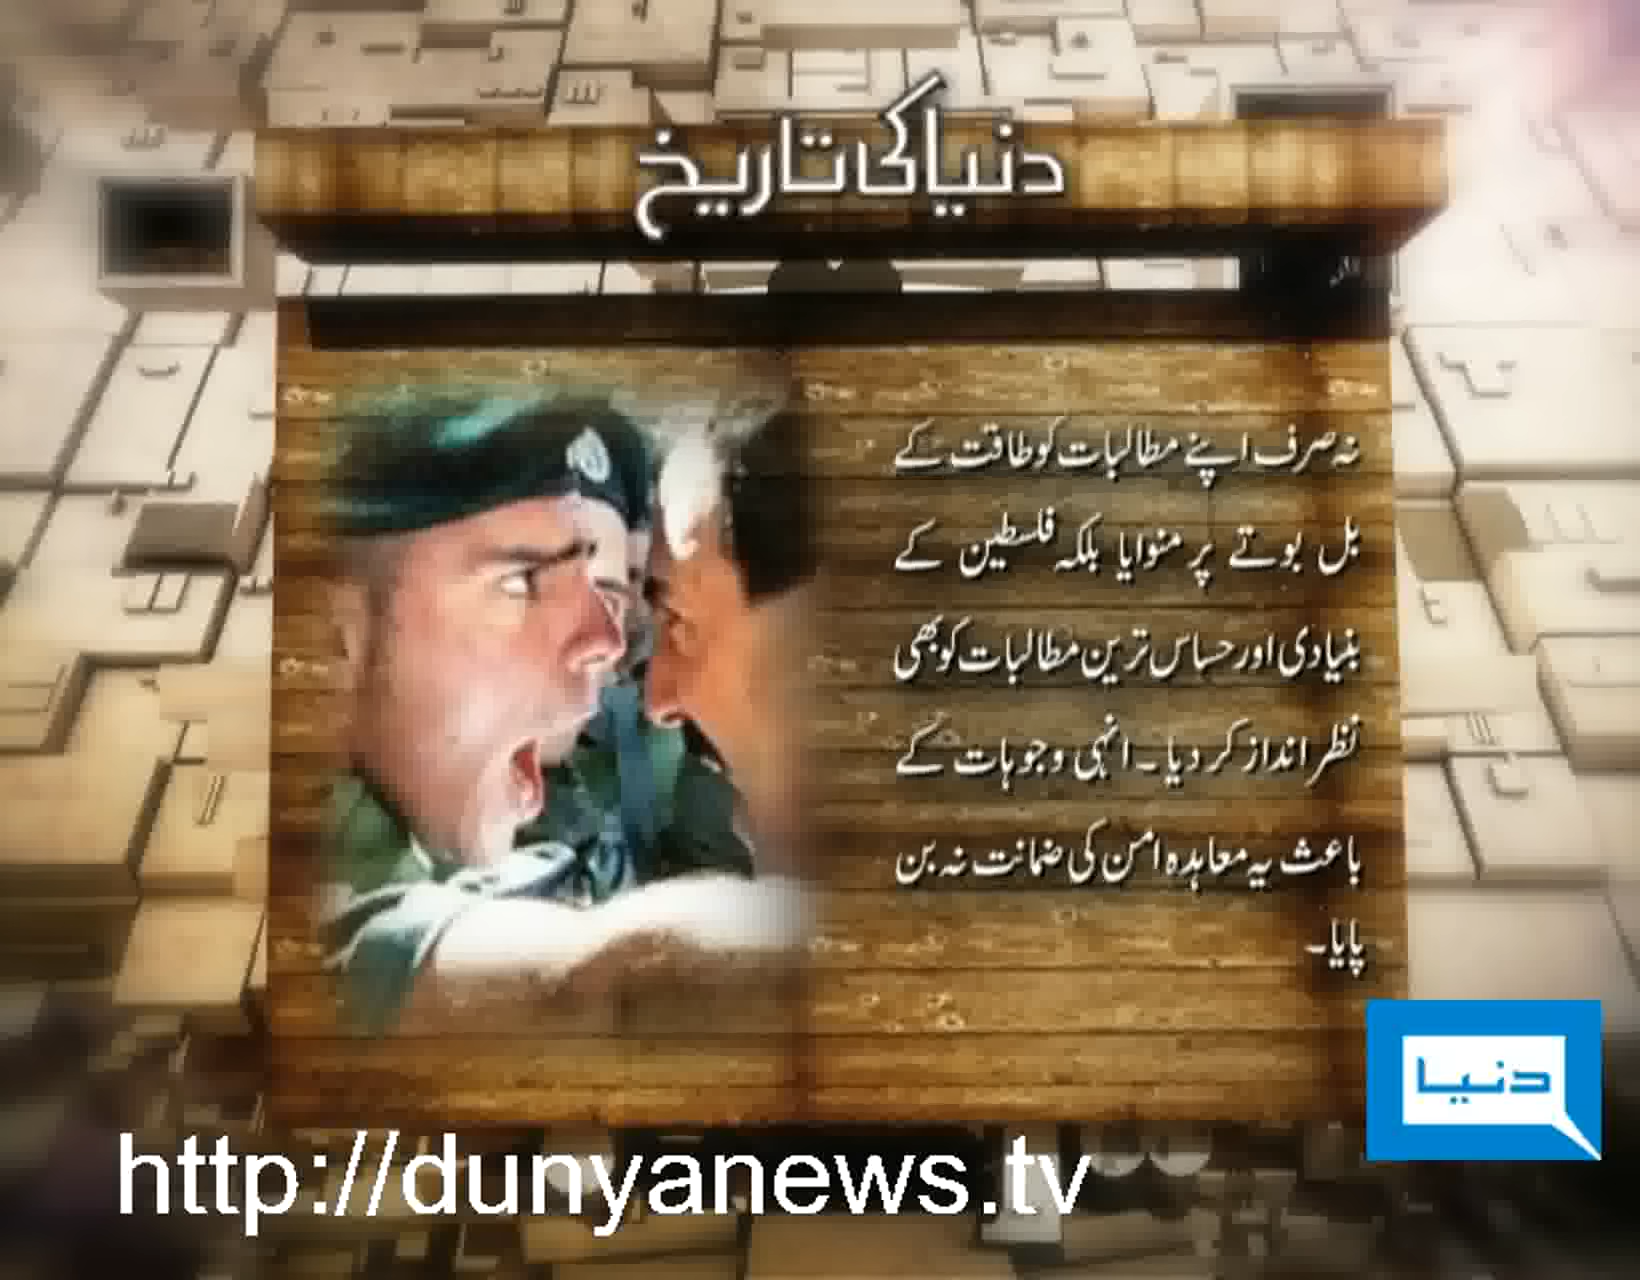 دنیا کی تاریخ
نہ صرف اپنے مطالبات کو طاقت کے
بل بوتے پر منوایا بلکہ فلسطین کے
بنیادی اور حساس ترین مطالبات کو بھی
نظر انداز کر دیا۔ انہی وجوہات کے
باعث یہ معاہدہ امن کی ضمانت نہ بن
پایا۔
دنیا
http://dunyanews.tv